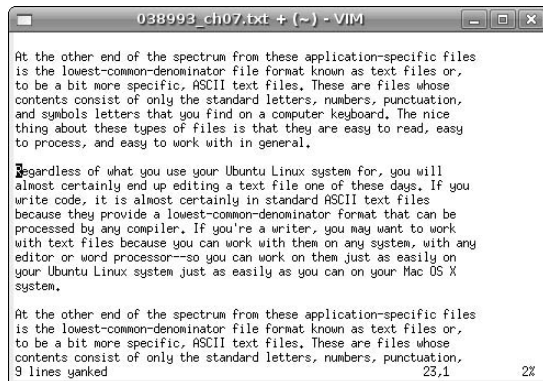 038993_ch07.txt + (~) - VIM
At the other end of the spectrum from these application-specific files
is the lowest-common-denominator file format known as text files or,
to be a bit more specific, ASCII text files. These are files whose
contents consist of only the standard letters, numbers, punctuation,
and symbols letters that you find on a computer keyboard. The nice
thing about these types of files is that they are easy to read, easy
to process, and easy to work with in general.
Regardless of what you use your Ubuntu Linux system for, you will
almost certainly end up editing a text file one of these days. If you
write code, it is almost certainly in standard ASCII text files
because they provide a lowest-common-denominator format that can be
processed by any compiler. If you're a writer, you may want to work
with text files because you can work with them on any system, with any
editor or word processor--so you can work on them just as easily on
your Ubuntu Linux system just as easily as you can on your Mac OS X
system.
At the other end of the spectrum from these application-specific files
is the lowest-common-denominator file format known as text files or,
to be a bit more specific, ASCII text files. These are files whose
contents consist of only the standard letters, numbers, punctuation,
9 lines yanked 23,1 2%